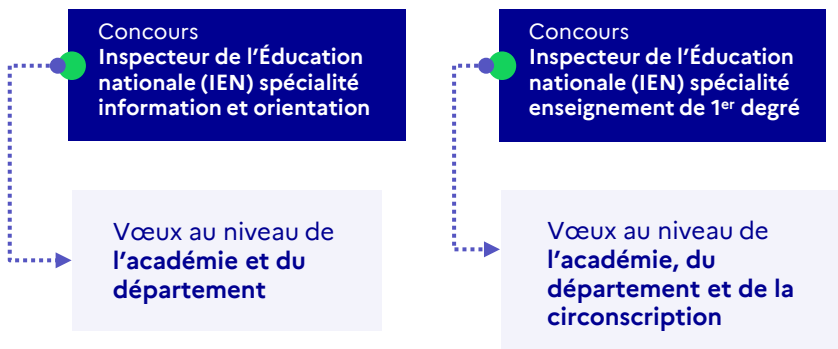 Concours
Inspecteur de l'Éducation
nationale (IEN) spécialité
information et orientation
Vœux au niveau de
l'académie et du
département
Concours
Inspecteur de l'Éducation
nationale (IEN) spécialité
enseignement de 1er degré
Vœux au niveau de
l'académie, du
département et de la
circonscription